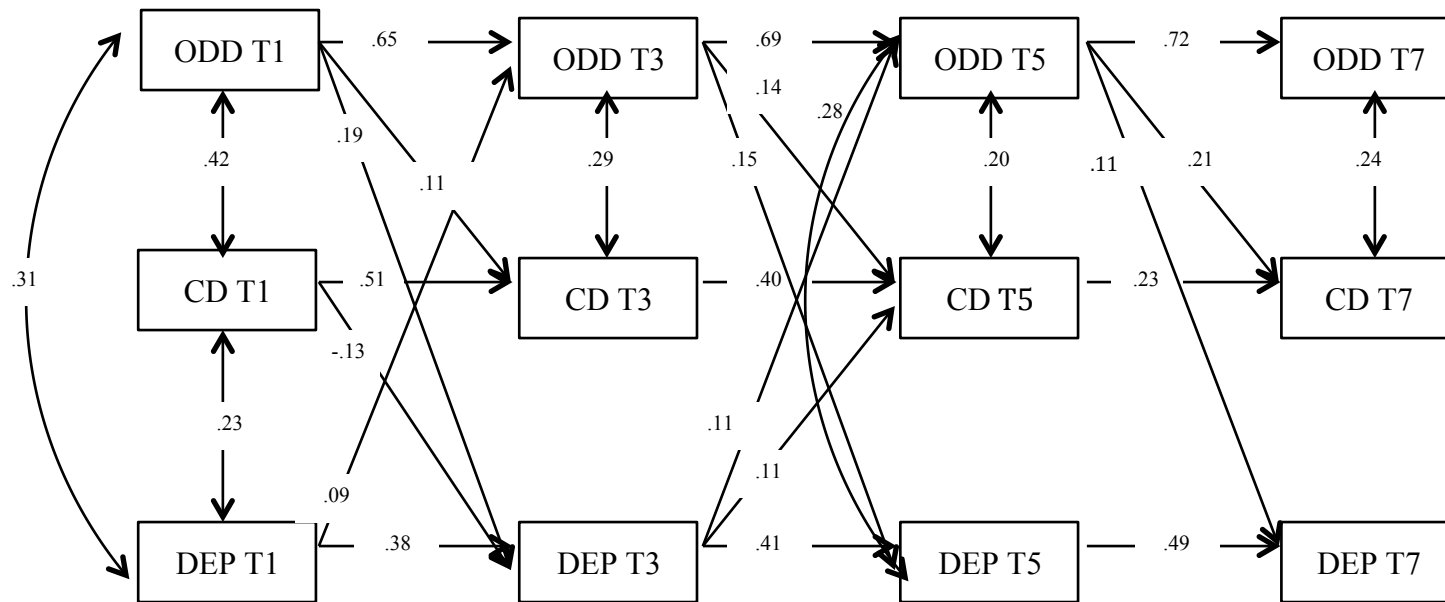 ODD T1
.65
ODD T3
.69
ODD T5
.72
ODD T7
.14
.28
.19
.42
.11
.29
.15
.20
.11
.21
.24
.31
CD T1
.51
CD T3
.40
CD T5
.23
CD T7
-.13
.23
.11
.11
.09
DEP T1
.38
DEP T3
.41
DEP T5
.49
DEP T7